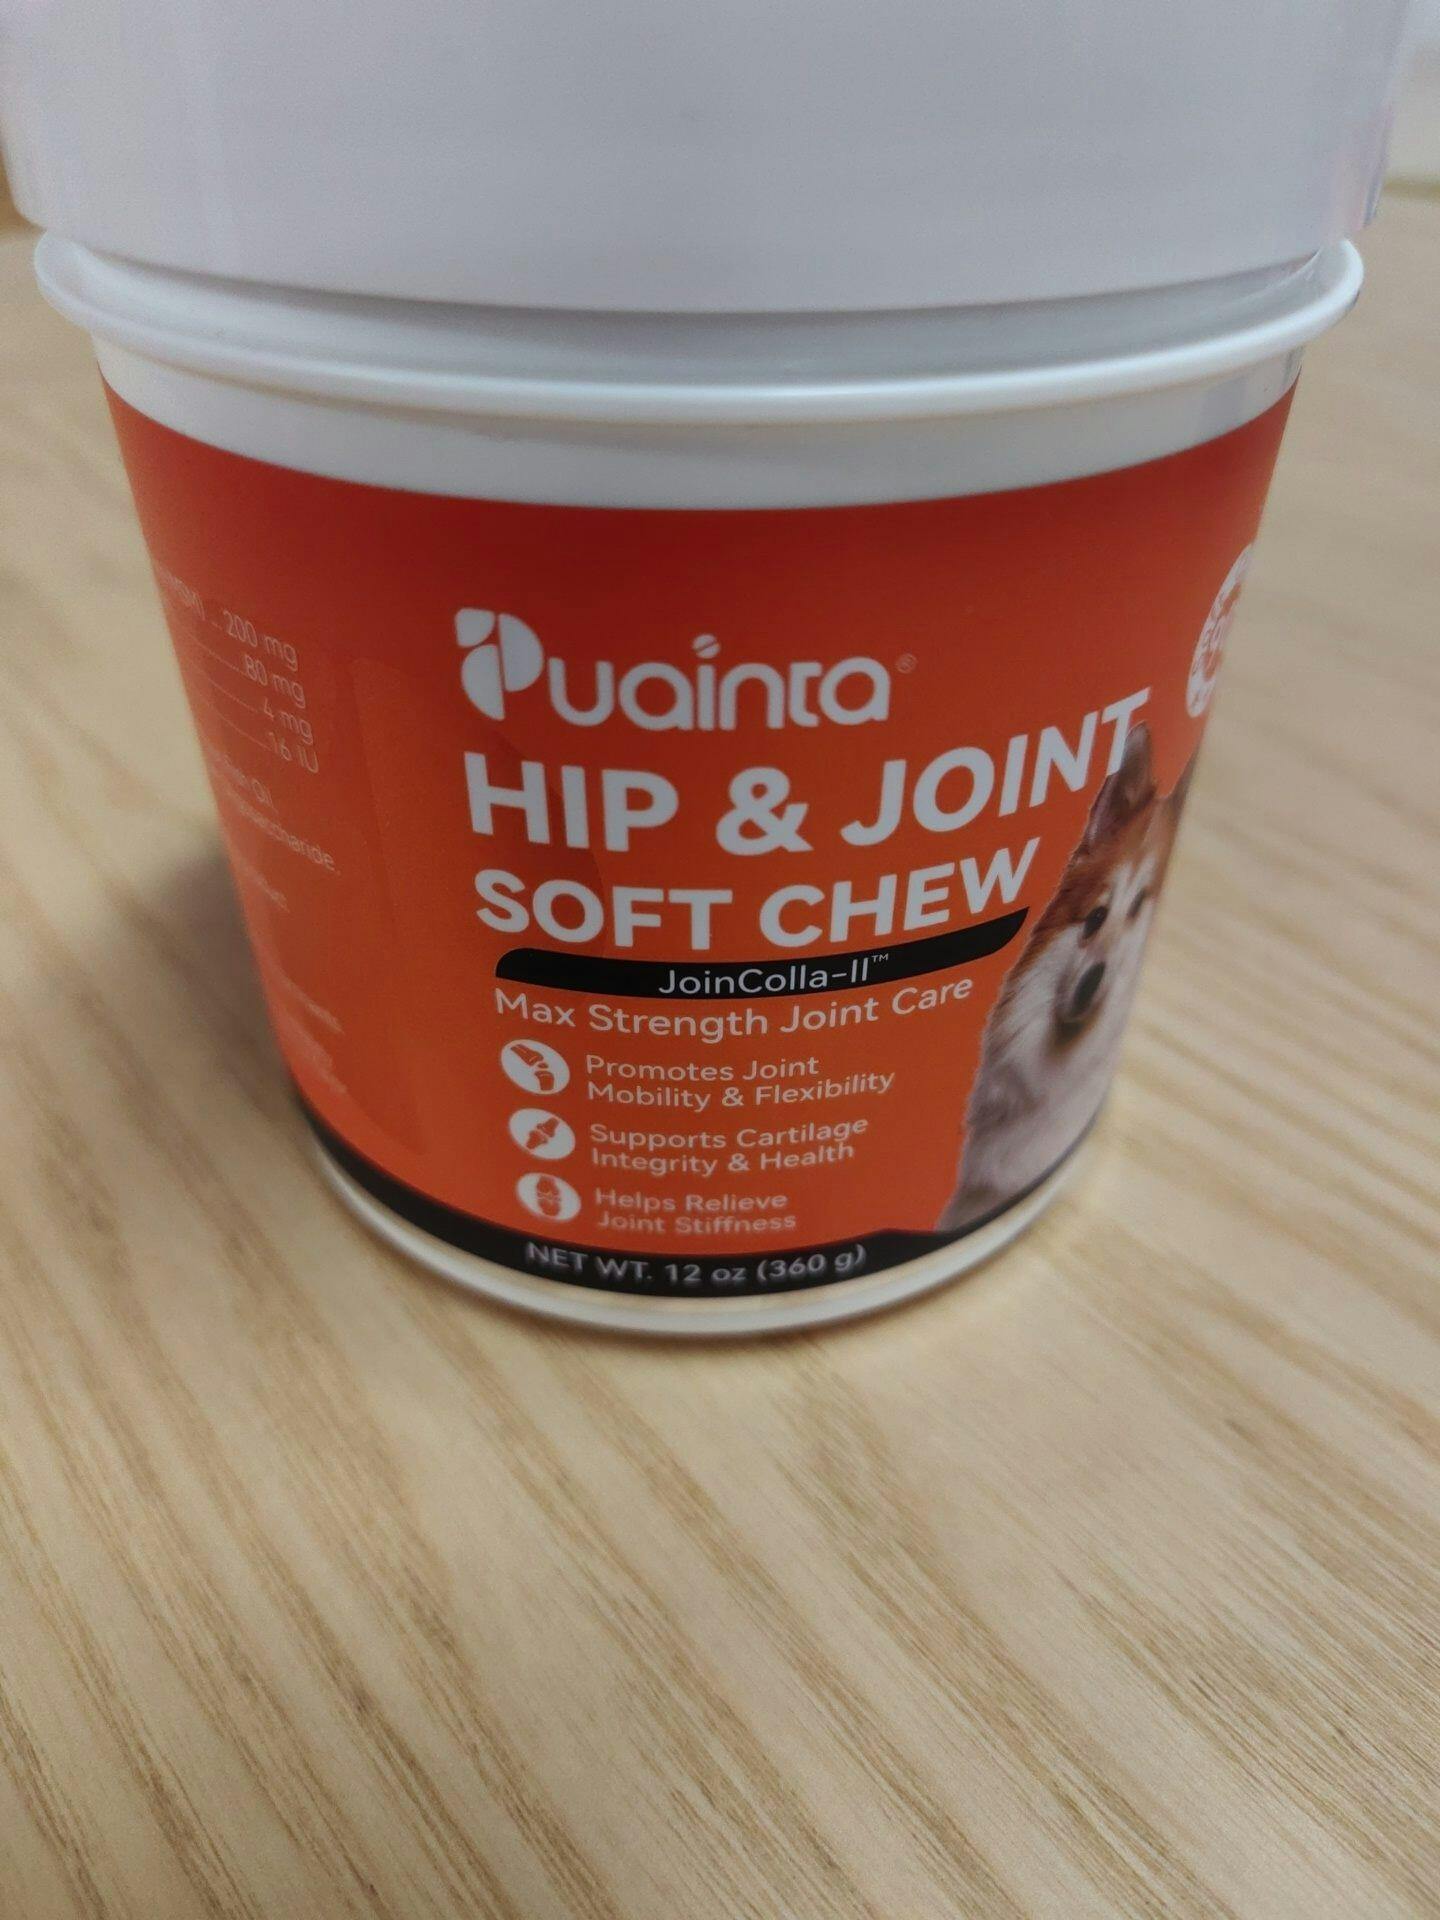 Puainta®
HIP & JOINT
SOFT CHEW
JoinColla-II™
Max Strength Joint Care
Promotes Joint
Mobility & Flexibility
Supports Cartilage
Integrity & Health
Helps Relieve
Joint Stiffness
NET WT. 12 oz (360 g)
200 mg
80 mg
4 mg
16 IU
Oil